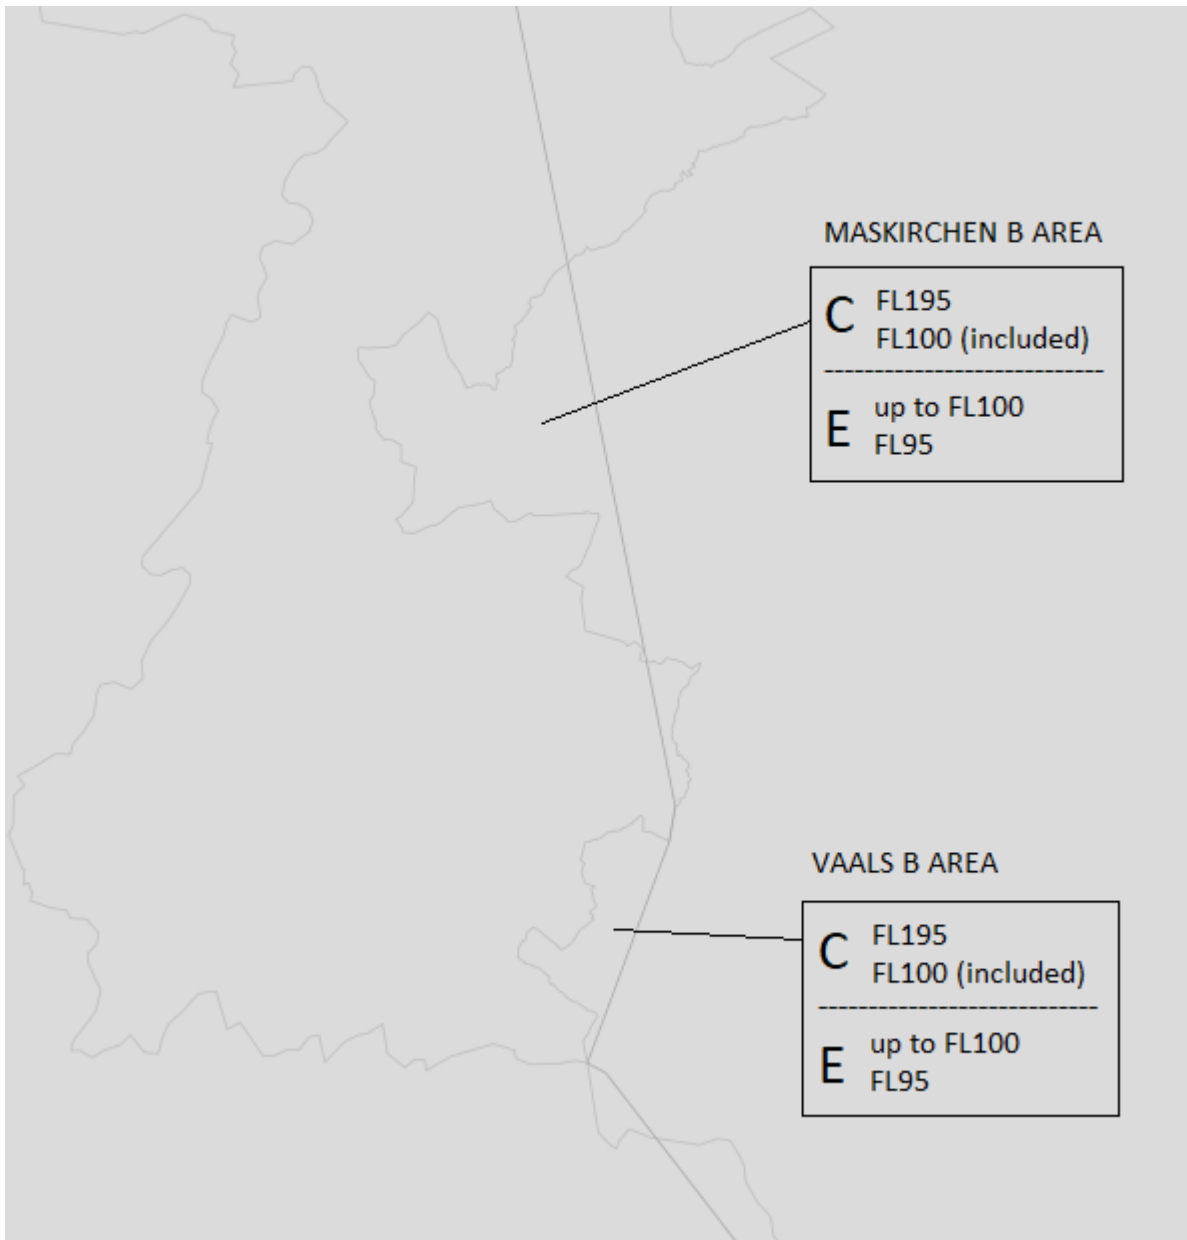 MASKIRCHEN B AREA
C FL195
FL100 (included)
----------------------------
E up to FL100
FL95
VAALS B AREA
C FL195
FL100 (included)
----------------------------
E up to FL100
FL95